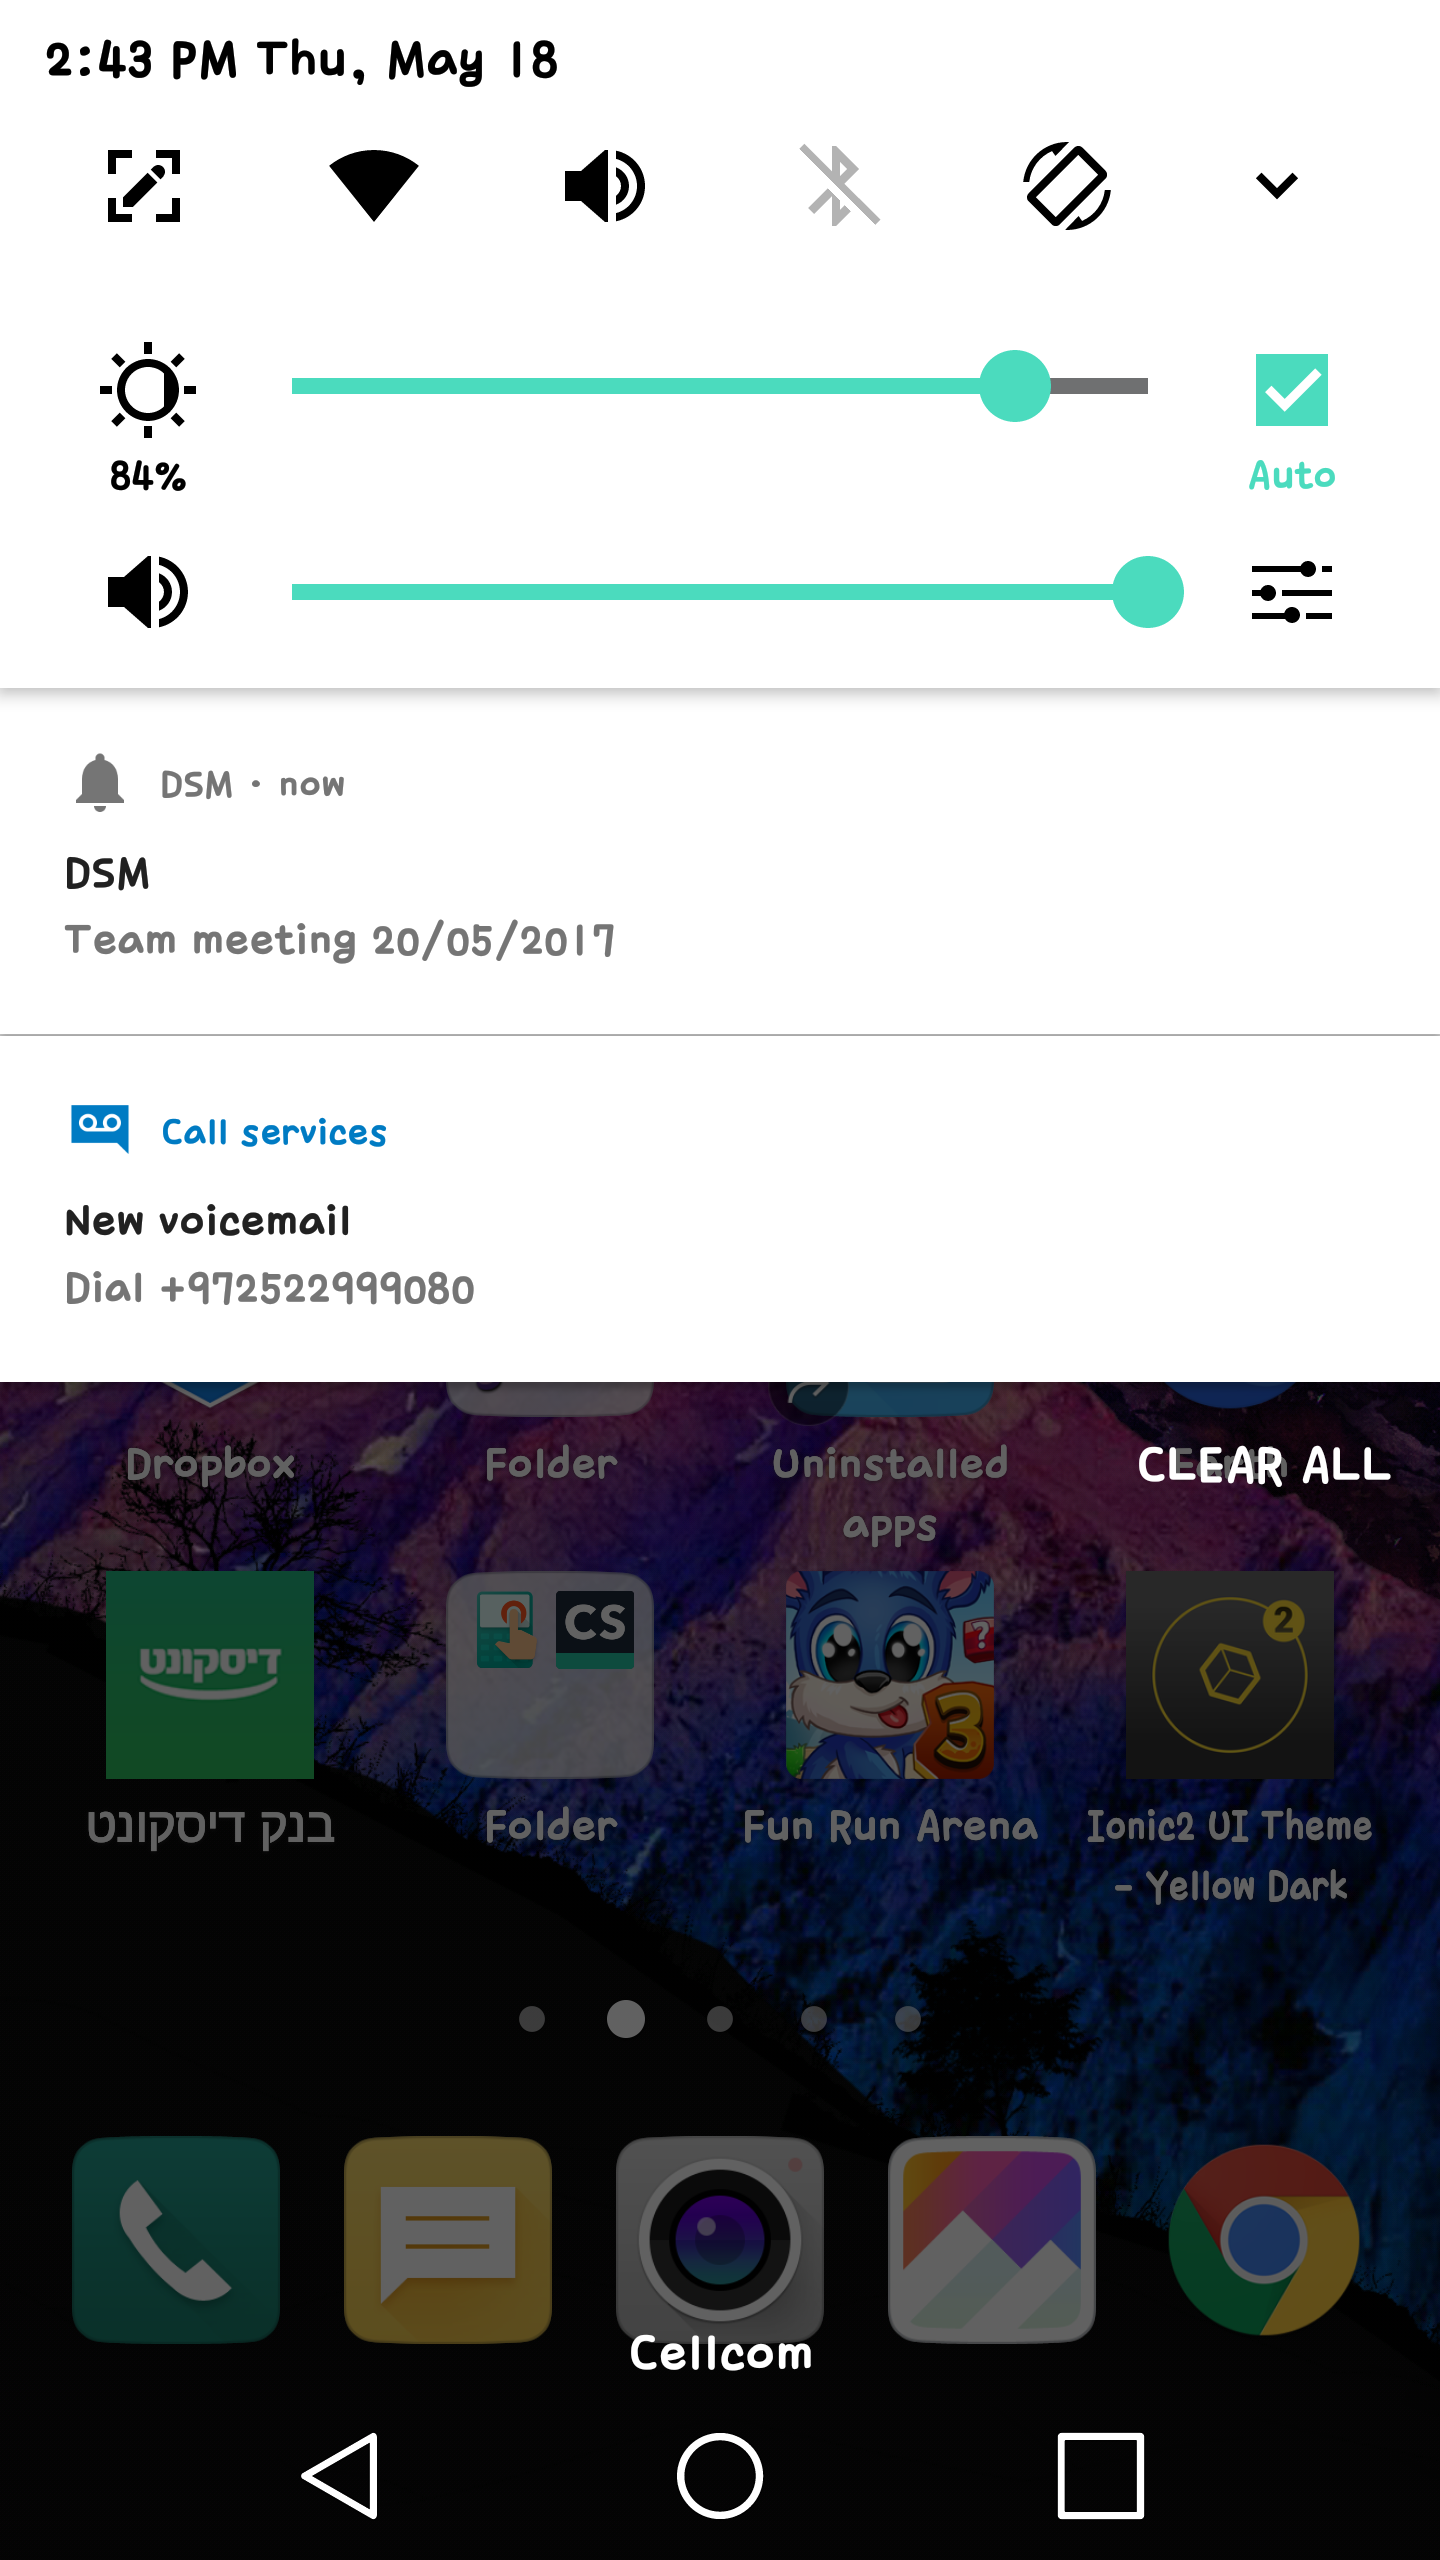 2:43 PM Thu, May 18
84%
Auto
DSM • now
DSM
Team meeting 20/05/2017
Call services
New voicemail
Dial +972522999080
Dropbox
Folder
Uninstalled
apps
Earth
CLEAR ALL
דיסקונט
CS
?
3
2
בנק דיסקונט
Folder
Fun Run Arena
Ionic2 UI Theme
- Yellow Dark
Cellcom